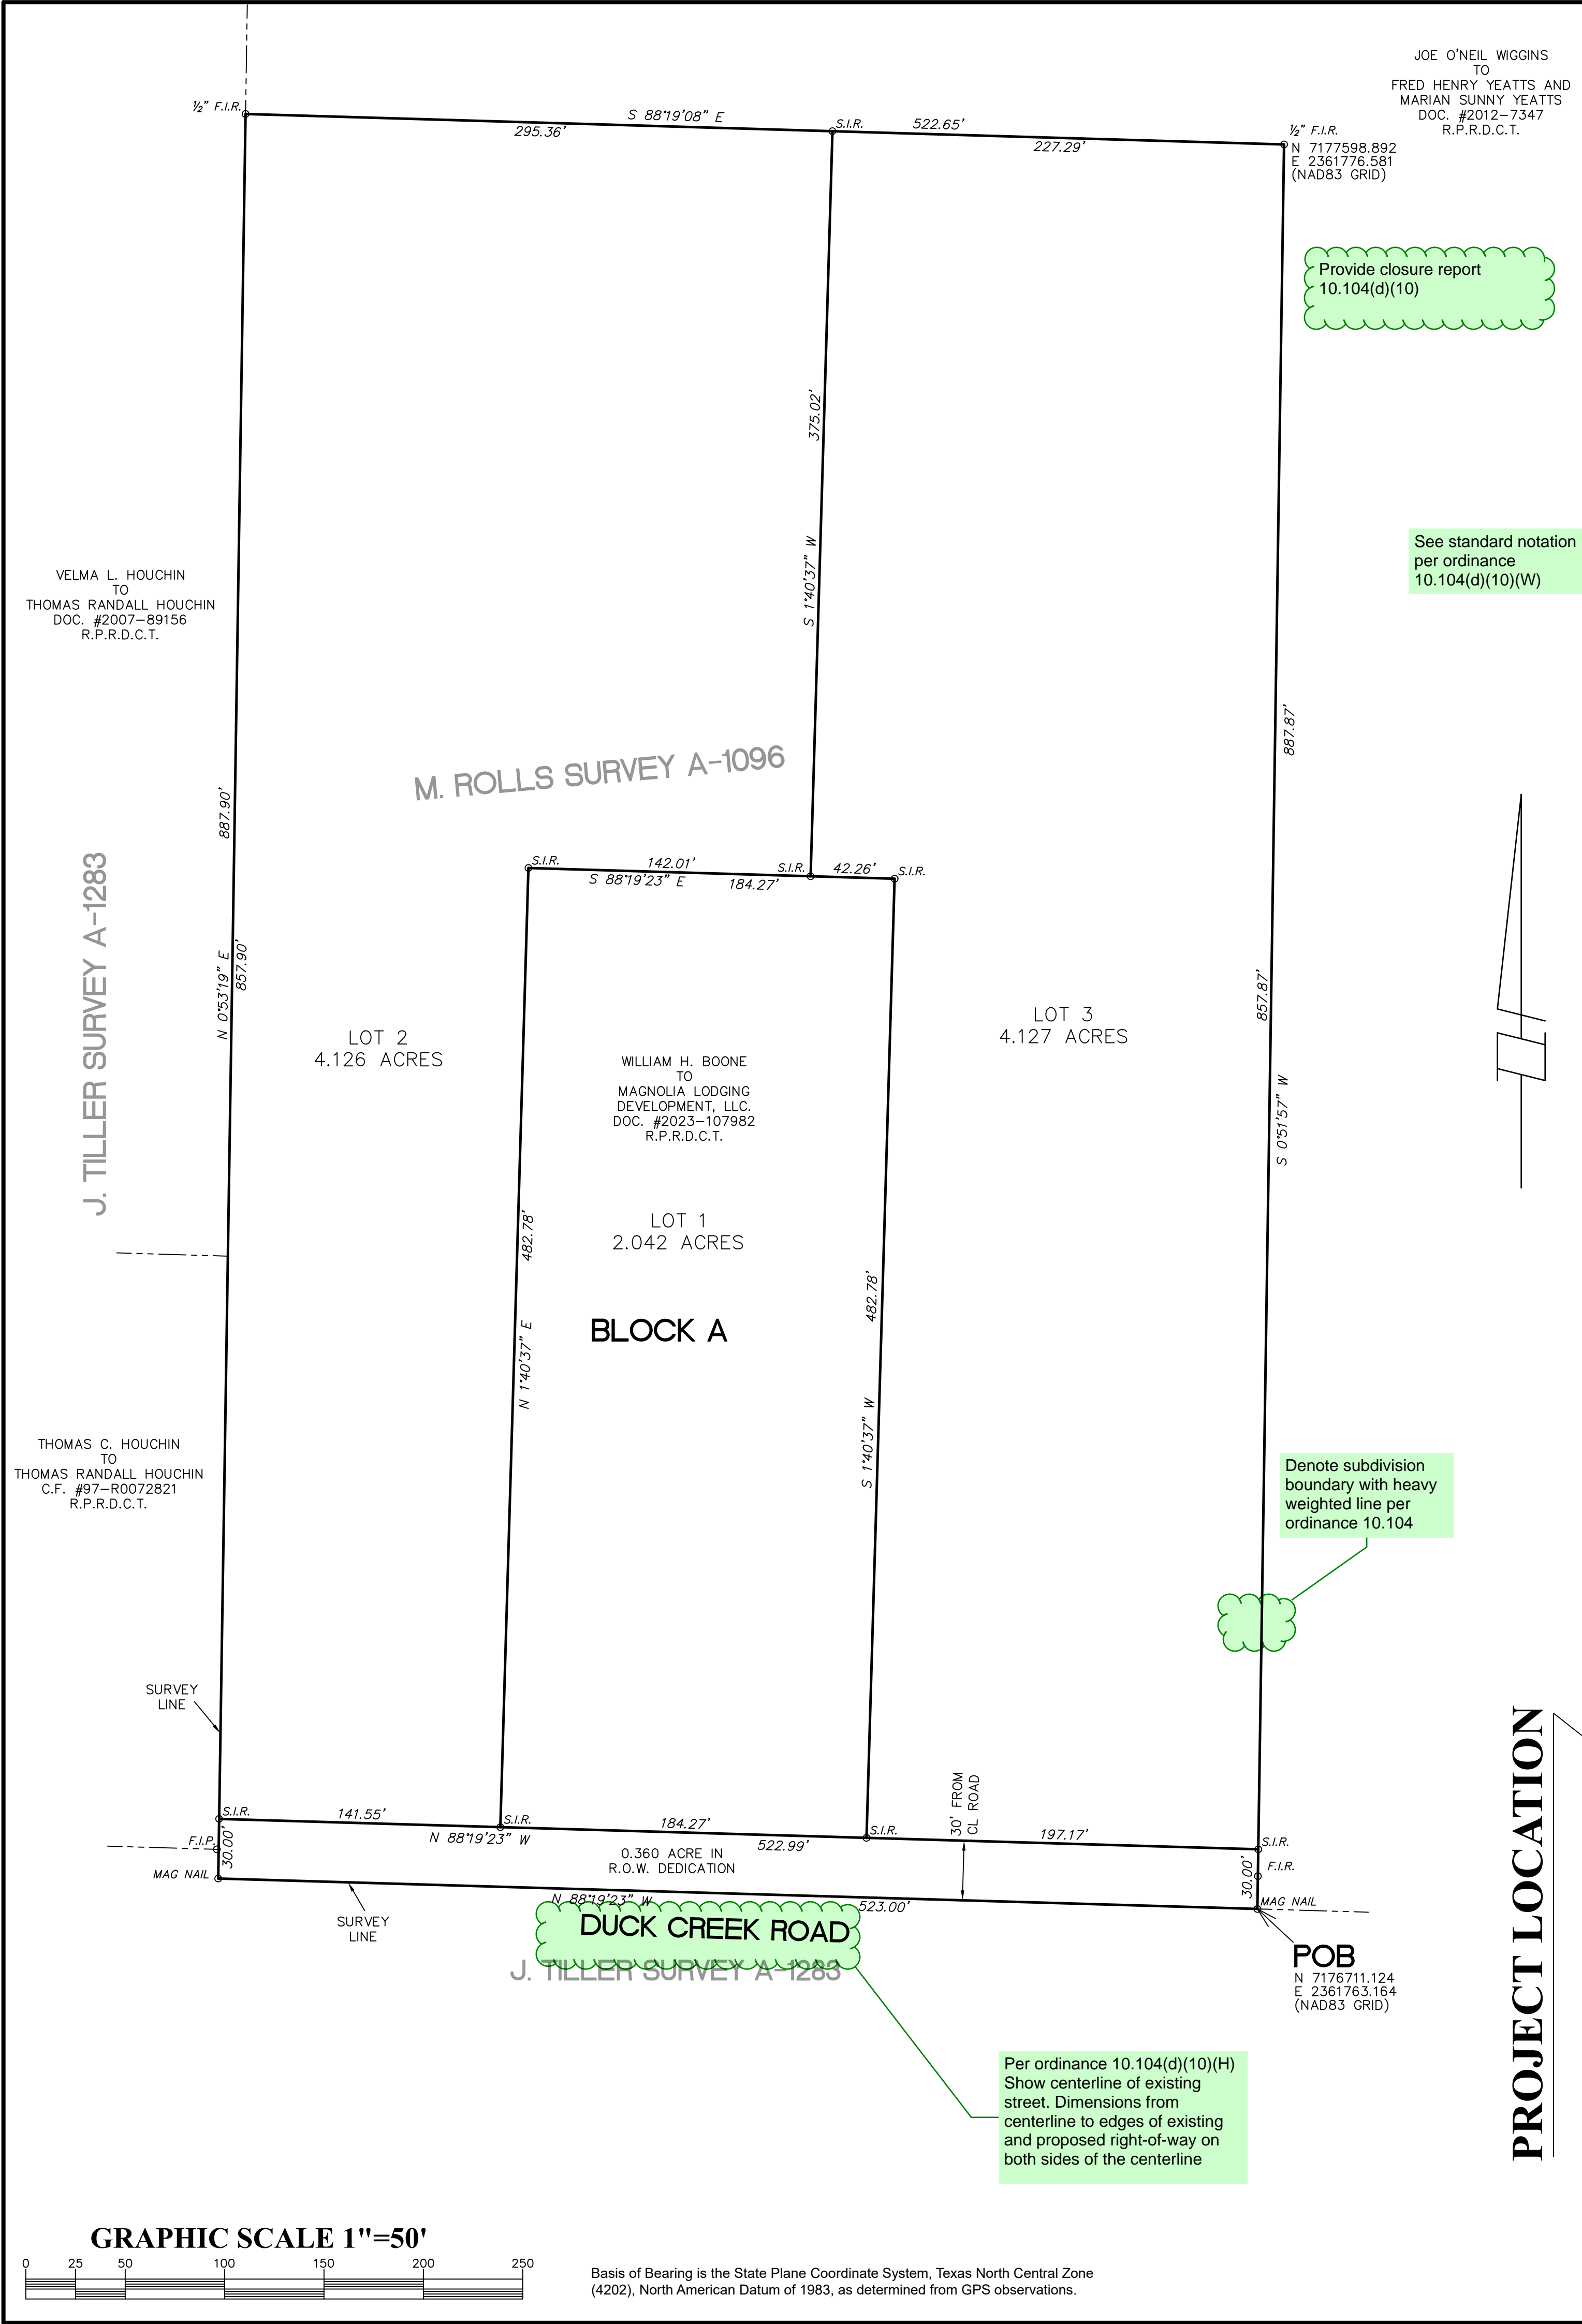 JOE O'NEIL WIGGINS
TO
FRED HENRY YEATTS AND
MARIAN SUNNY YEATTS
DOC. #2012-7347
R.P.R.D.C.T.
½" F.I.R.
S 88°19'08" E
295.36'
S.I.R.
522.65'
227.29'
½" F.I.R.
N 7177598.892
E 2361776.581
(NAD83 GRID)
Provide closure report
10.104(d)(10)
375.02'
S 1°40'37" W
See standard notation
per ordinance
10.104(d)(10)(W)
VELMA L. HOUCHIN
TO
THOMAS RANDALL HOUCHIN
DOC. #2007-89156
R.P.R.D.C.T.
M. ROLLS SURVEY A-1096
887.90'
887.87'
J. TILLER SURVEY A-1283
S.I.R.
142.01'
S.I.R.
42.26'
S.I.R.
S 88°19'23" E
184.27'
N 0°53'19" E
857.90'
857.87'
S 0°51'57" W
LOT 2
4.126 ACRES
LOT 3
4.127 ACRES
WILLIAM H. BOONE
TO
MAGNOLIA LODGING
DEVELOPMENT, LLC.
DOC. #2023-107982
R.P.R.D.C.T.
LOT 1
2.042 ACRES
482.78'
N 1°40'37" E
482.78'
S 1°40'37" W
BLOCK A
THOMAS C. HOUCHIN
TO
THOMAS RANDALL HOUCHIN
C.F. #97-R0072821
R.P.R.D.C.T.
Denote subdivision
boundary with heavy
weighted line per
ordinance 10.104
SURVEY
LINE
PROJECT LOCATION
S.I.R.
141.55'
S.I.R.
184.27'
S.I.R.
30' FROM
CL ROAD
197.17'
S.I.R.
N 88°19'23" W
522.99'
F.I.P.
30.00'
0.360 ACRE IN
R.O.W. DEDICATION
30.00'
F.I.R.
MAG NAIL
MAG NAIL
N 88°19'23" W
523.00'
SURVEY
LINE
DUCK CREEK ROAD
J. TILLER SURVEY A-1283
POB
N 7176711.124
E 2361763.164
(NAD83 GRID)
Per ordinance 10.104(d)(10)(H)
Show centerline of existing
street. Dimensions from
centerline to edges of existing
and proposed right-of-way on
both sides of the centerline
GRAPHIC SCALE 1"=50'
0 25 50 100 150 200 250
Basis of Bearing is the State Plane Coordinate System, Texas North Central Zone
(4202), North American Datum of 1983, as determined from GPS observations.